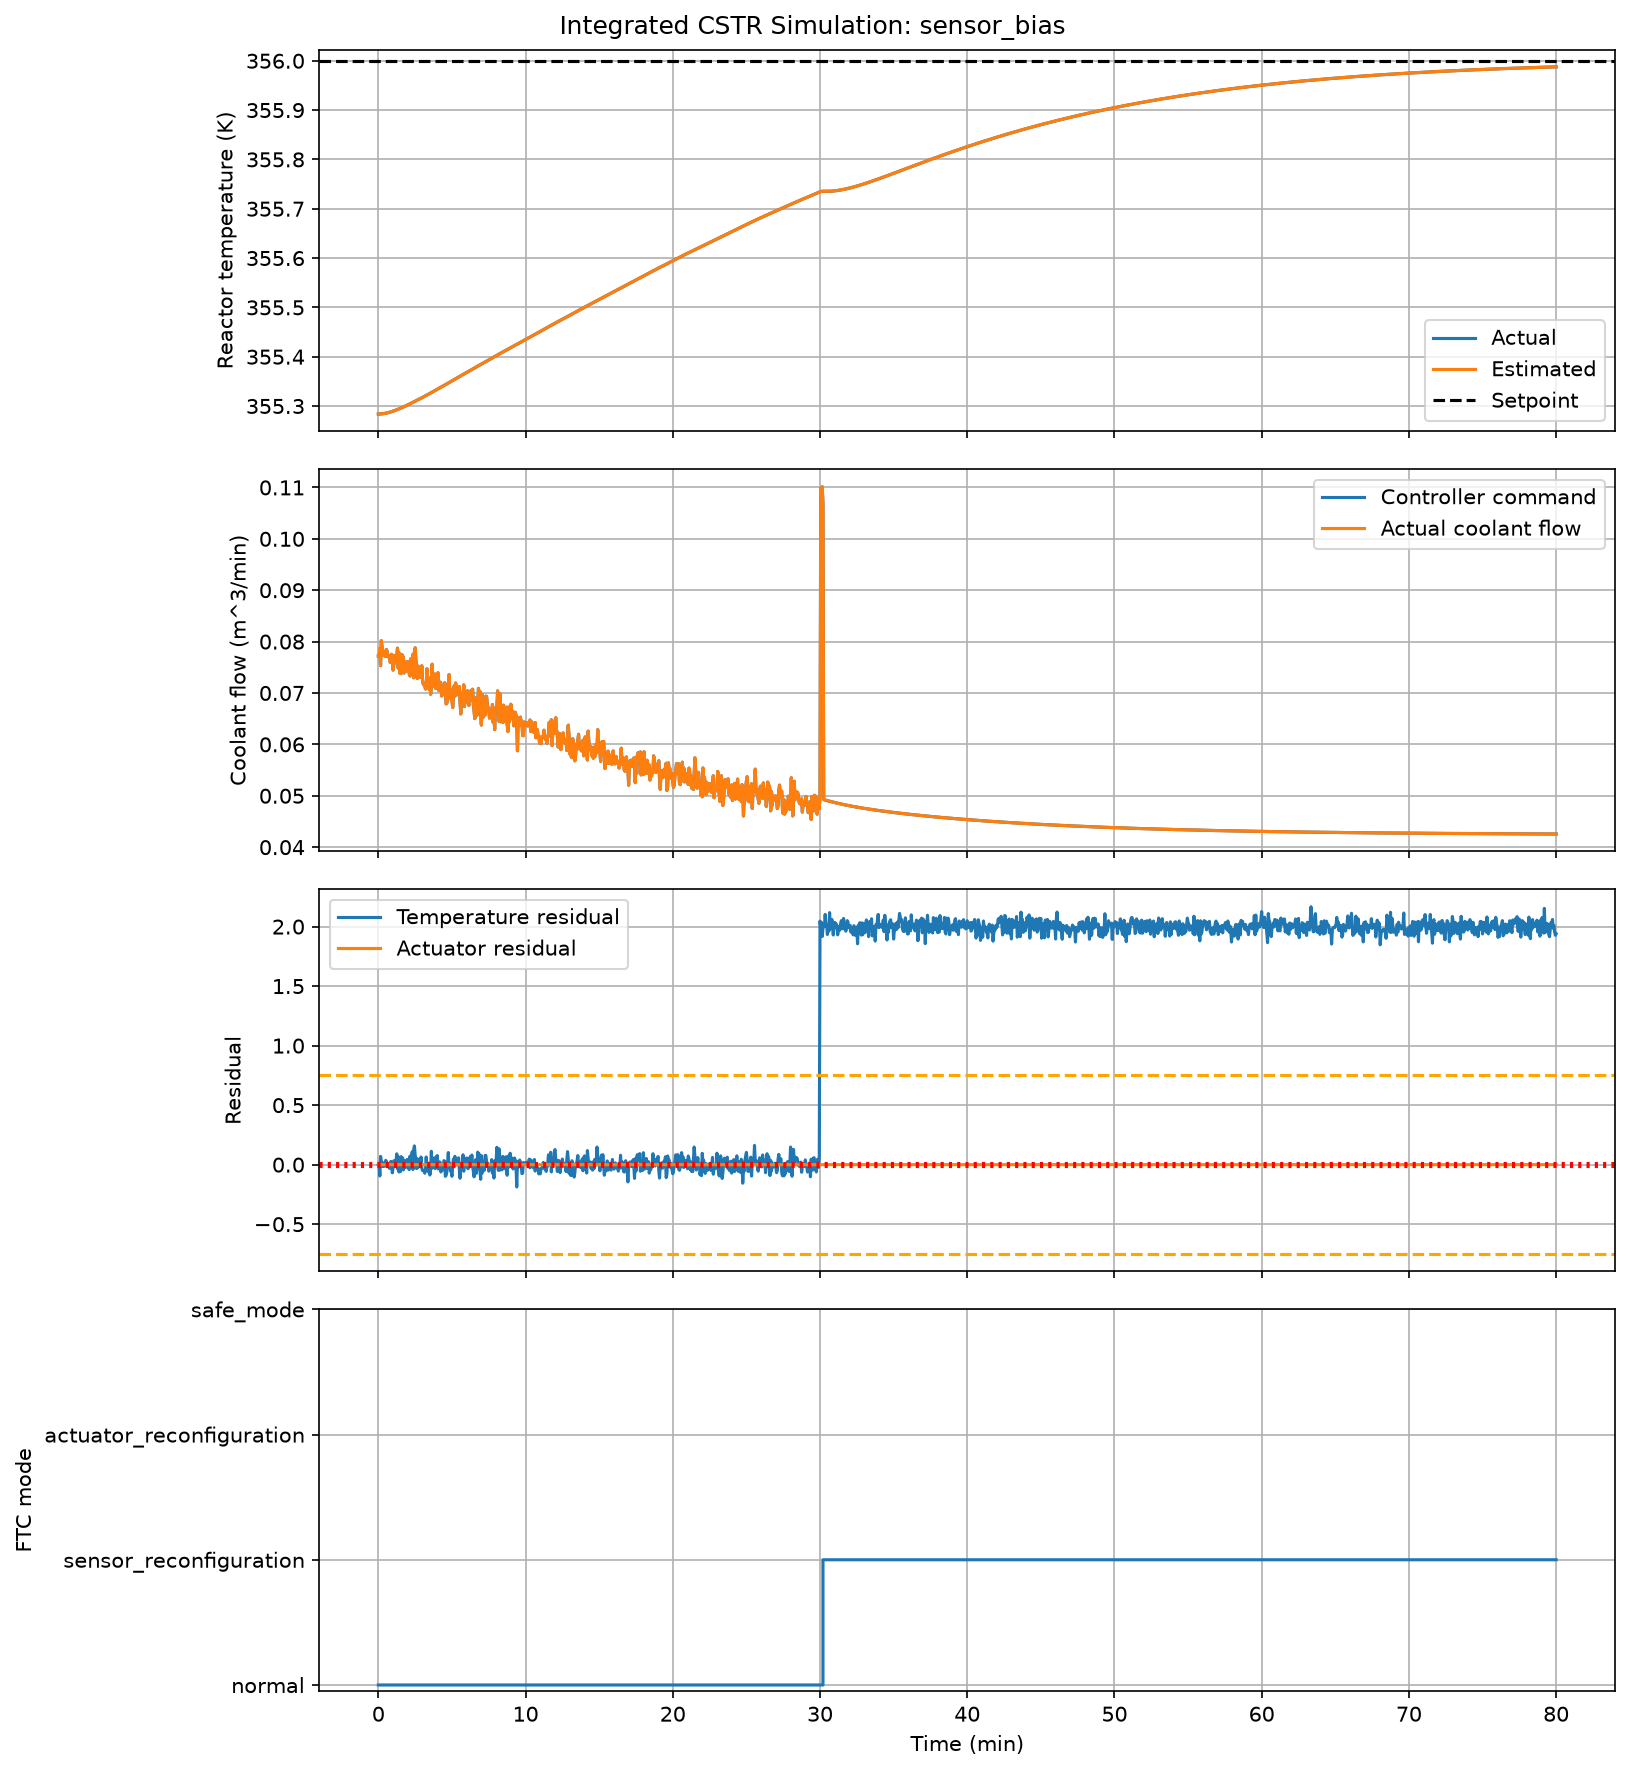 Integrated CSTR Simulation: sensor_bias
Reactor temperature (K)
356.0
355.9
355.8
355.7
355.6
355.5
355.4
355.3
Actual
Estimated
Setpoint
Coolant flow (m^3/min)
0.11
0.10
0.09
0.08
0.07
0.06
0.05
0.04
Controller command
Actual coolant flow
Residual
2.0
1.5
1.0
0.5
0.0
−0.5
Temperature residual
Actuator residual
FTC mode
safe_mode
actuator_reconfiguration
sensor_reconfiguration
normal
0 10 20 30 40 50 60 70 80
Time (min)